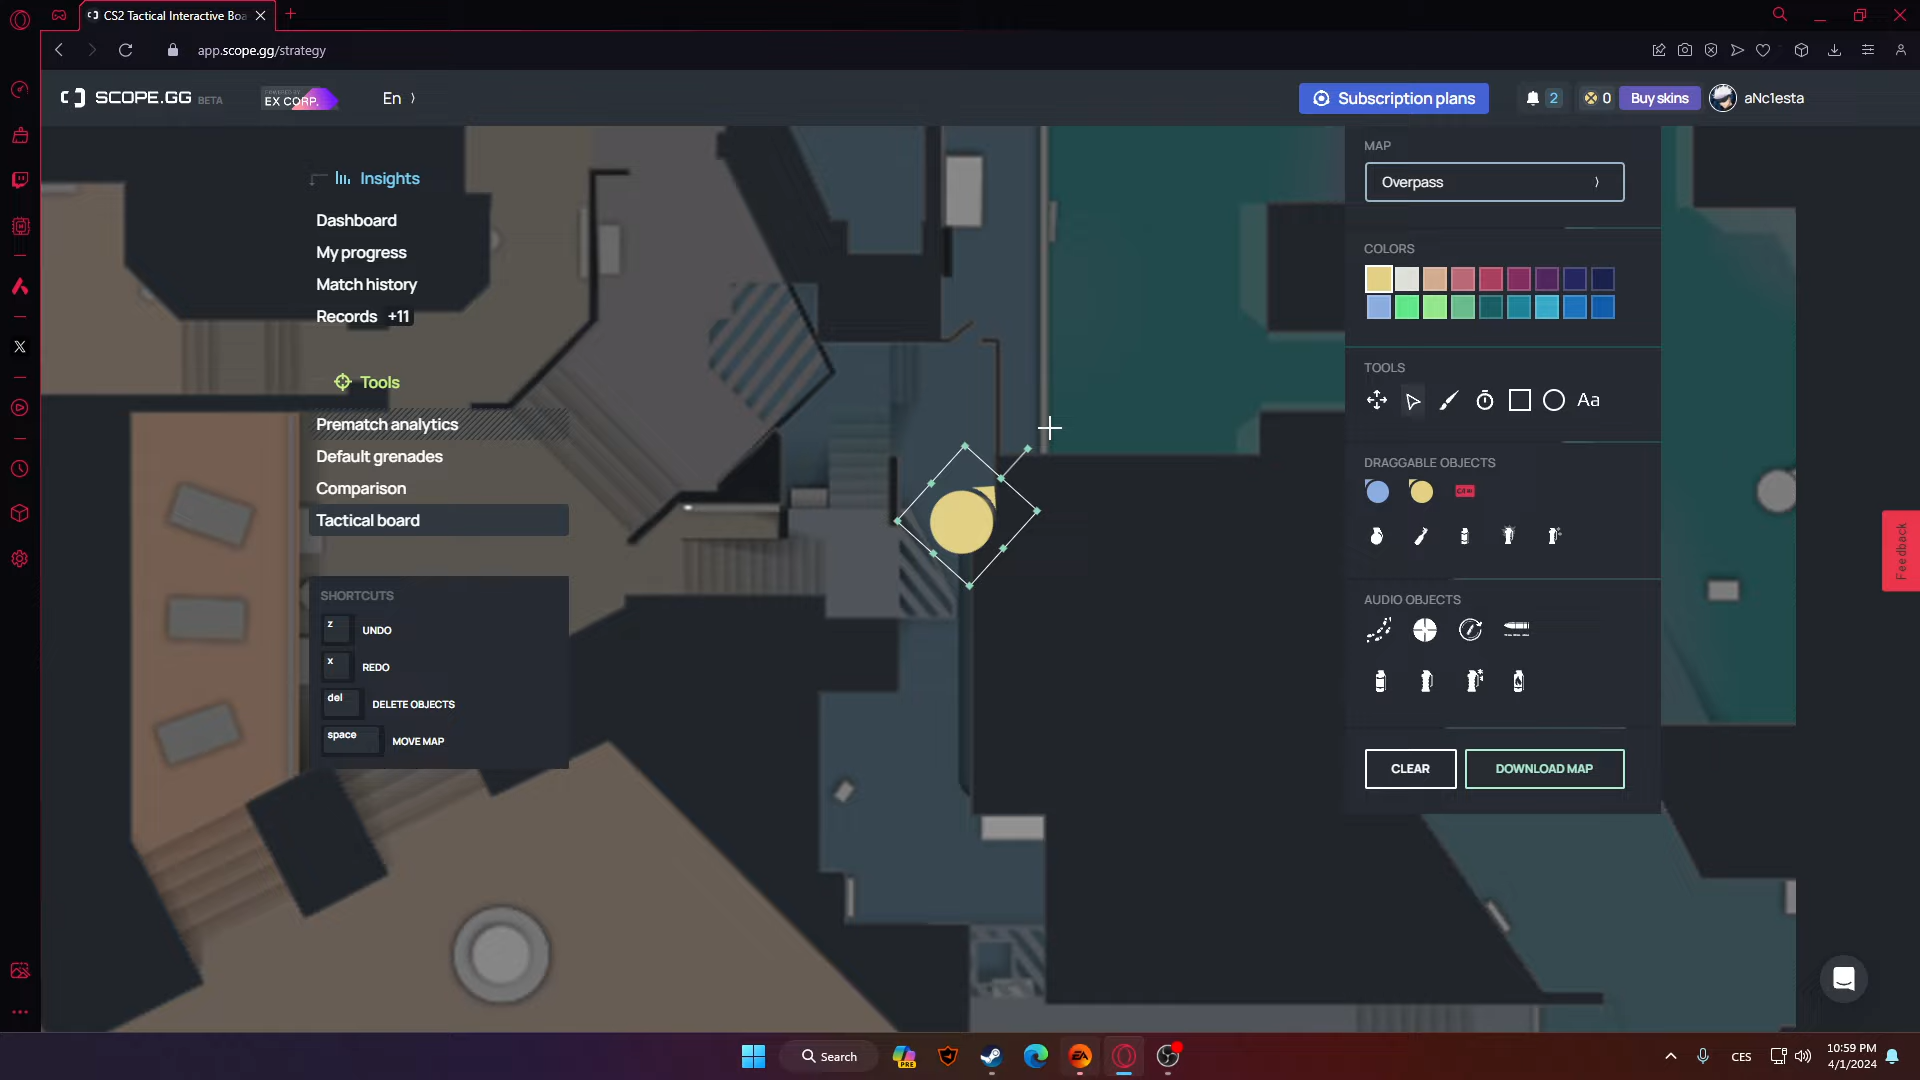 CS2 Tactical Interactive Boa
app.scope.gg/strategy
SCOPE.GG BETA
EX CORP.
En
Subscription plans
2
0
Buy skins
aNc1esta
Insights
Dashboard
My progress
Match history
Records +11
Tools
Prematch analytics
Default grenades
Comparison
Tactical board
SHORTCUTS
z UNDO
x REDO
del DELETE OBJECTS
space MOVE MAP
MAP
Overpass
COLORS
TOOLS
Aa
DRAGGABLE OBJECTS
AUDIO OBJECTS
CLEAR
DOWNLOAD MAP
Feedback
Search
PRE
EA
CES
10:59 PM
4/1/2024